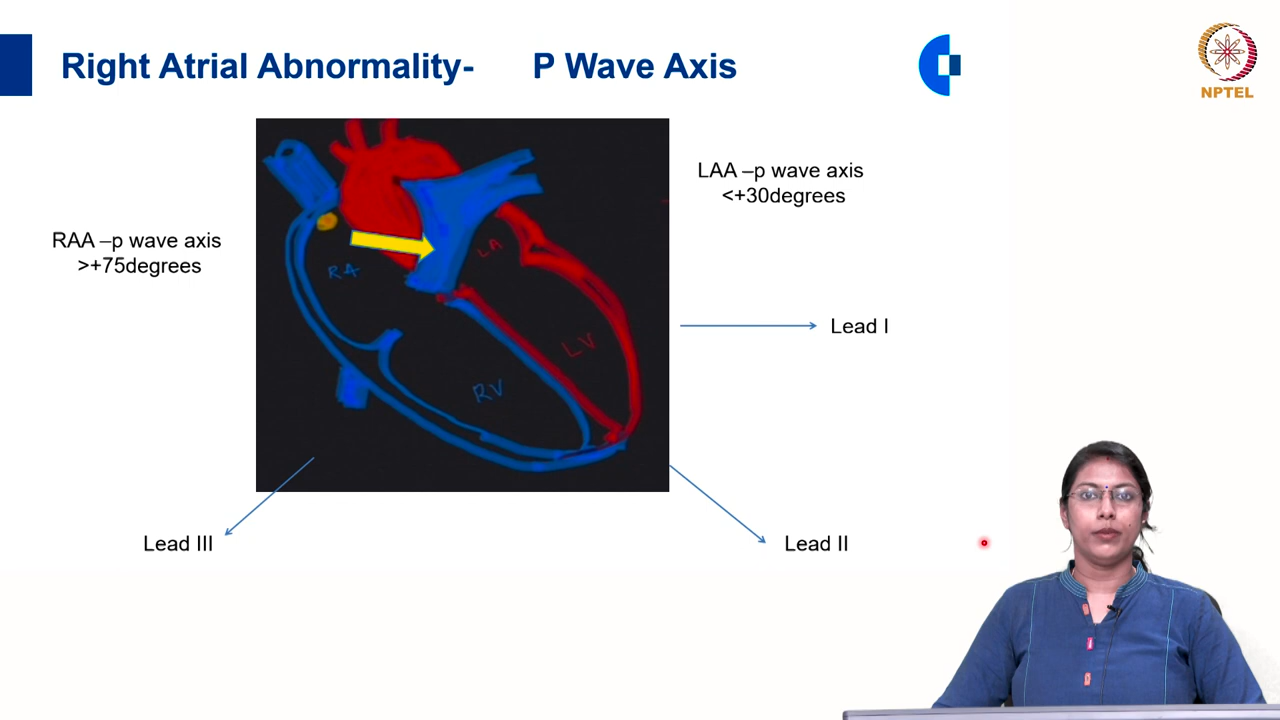 Right Atrial Abnormality- P Wave Axis
NPTEL
LAA –p wave axis
<+30degrees
RAA –p wave axis
>+75degrees
RA
LA
LV
RV
Lead I
Lead III
Lead II